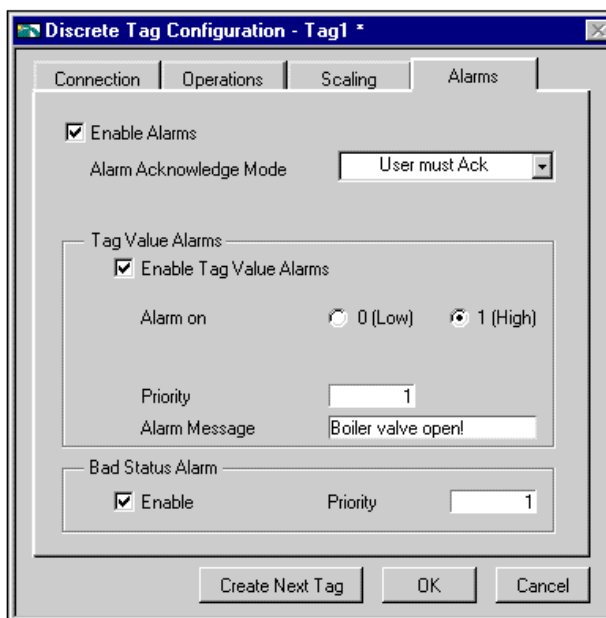 Discrete Tag Configuration - Tag1 *
Connection Operations Scaling Alarms
Enable Alarms
Alarm Acknowledge Mode User must Ack
Tag Value Alarms
Enable Tag Value Alarms
Alarm on 0 (Low) 1 (High)
Priority 1
Alarm Message Boiler valve open!
Bad Status Alarm
Enable Priority 1
Create Next Tag OK Cancel